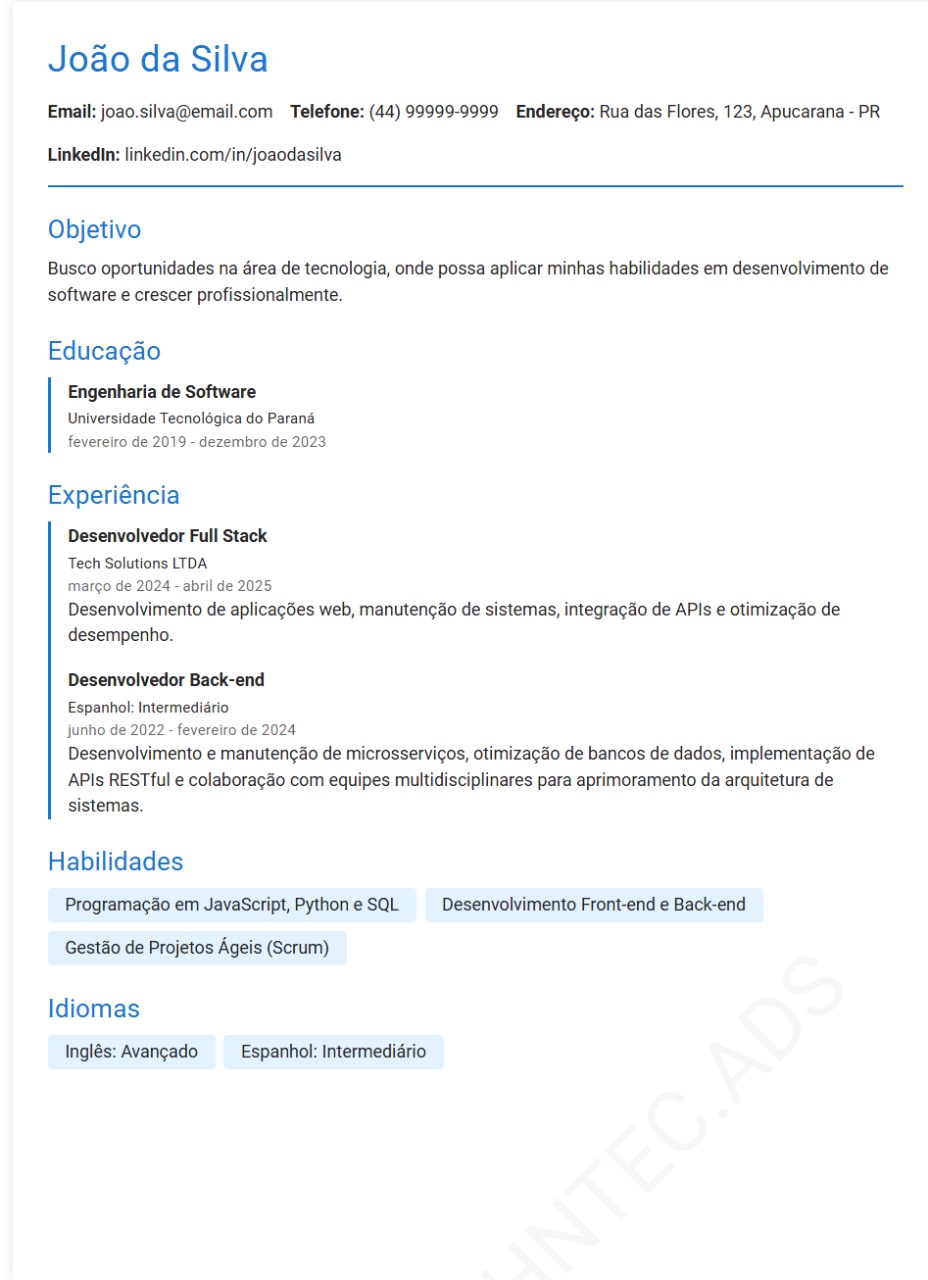 João da Silva
Email: joao.silva@email.com Telefone: (44) 99999-9999 Endereço: Rua das Flores, 123, Apucarana - PR
LinkedIn: linkedin.com/in/joaodasilva
Objetivo
Busco oportunidades na área de tecnologia, onde possa aplicar minhas habilidades em desenvolvimento de
software e crescer profissionalmente.
Educação
Engenharia de Software
Universidade Tecnológica do Paraná
fevereiro de 2019 - dezembro de 2023
Experiência
Desenvolvedor Full Stack
Tech Solutions LTDA
março de 2024 - abril de 2025
Desenvolvimento de aplicações web, manutenção de sistemas, integração de APIs e otimização de
desempenho.
Desenvolvedor Back-end
Espanhol: Intermediário
junho de 2022 - fevereiro de 2024
Desenvolvimento e manutenção de microsserviços, otimização de bancos de dados, implementação de
APIs RESTful e colaboração com equipes multidisciplinares para aprimoramento da arquitetura de
sistemas.
Habilidades
Programação em JavaScript, Python e SQL Desenvolvimento Front-end e Back-end
Gestão de Projetos Ágeis (Scrum)
Idiomas
Inglês: Avançado Espanhol: Intermediário
HNTEC.ADS